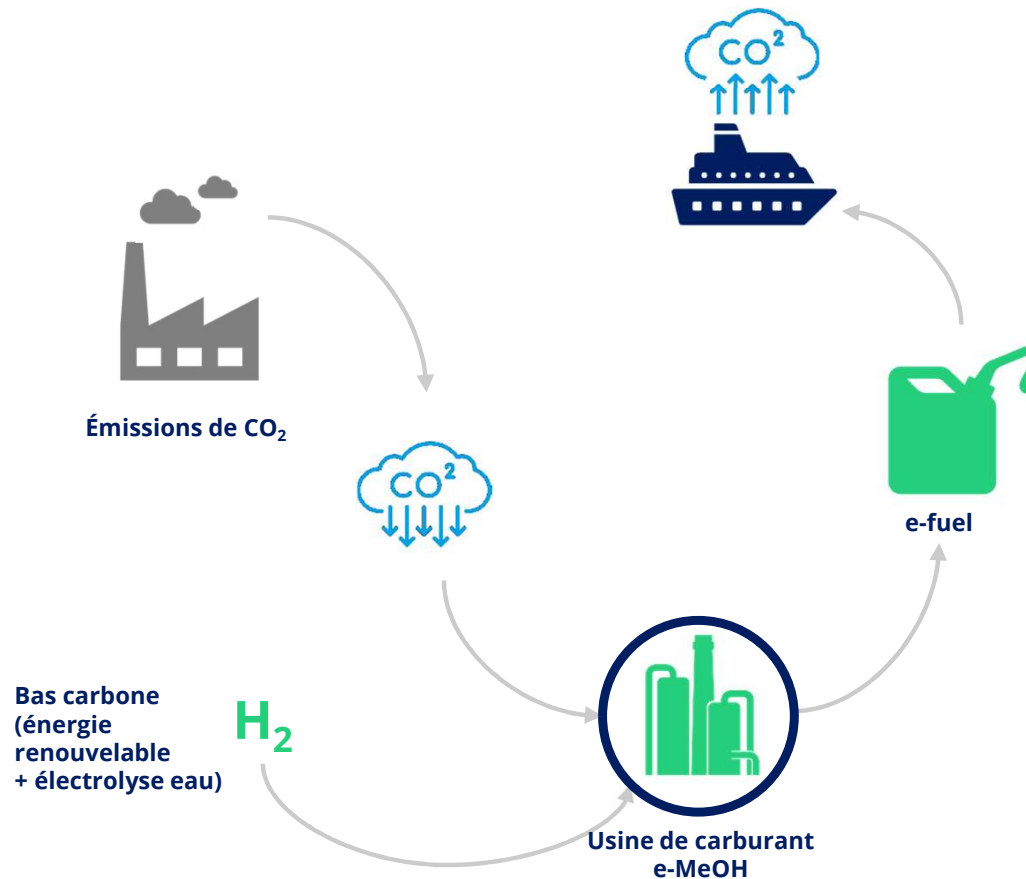 CO²
Émissions de CO₂
CO²
e-fuel
Bas carbone
(énergie
renouvelable
+ électrolyse eau)
H₂
Usine de carburant
e-MeOH